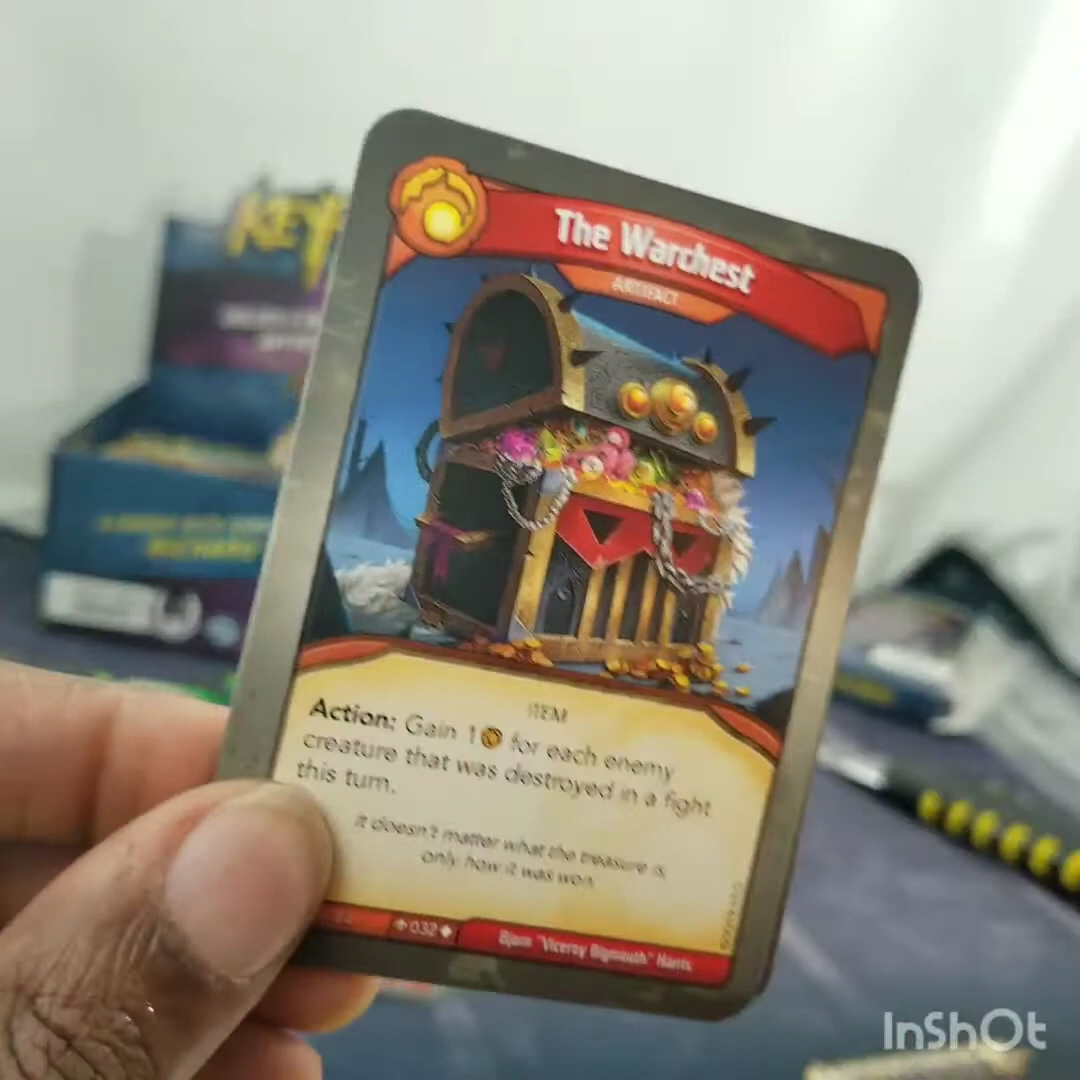 The Warchest
ARTIFACT
ITEM
Action: Gain 1 for each enemy
creature that was destroyed in a fight
this turn.
It doesn't matter what the treasure is,
only how it was won
032
Bjorn "Viceroy Bigmouth" Harris
KEY
InShOt